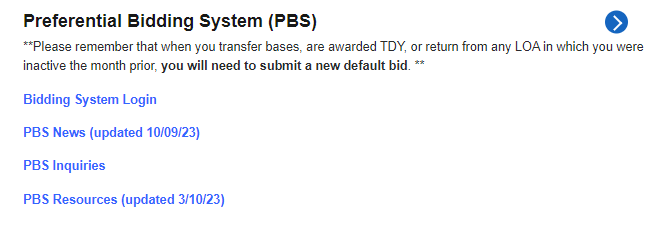 Preferential Bidding System (PBS)
**Please remember that when you transfer bases, are awarded TDY, or return from any LOA in which you were
inactive the month prior, you will need to submit a new default bid. **
Bidding System Login
PBS News (updated 10/09/23)
PBS Inquiries
PBS Resources (updated 3/10/23)